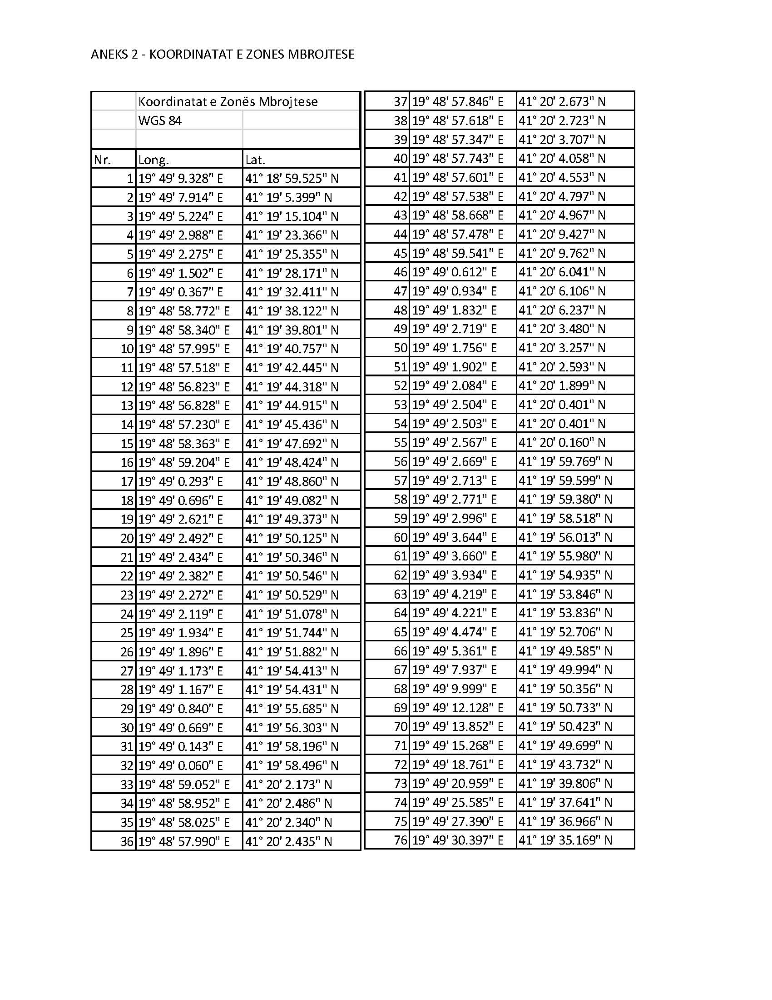 ANEKS 2 - KOORDINATAT E ZONES MBROJTESE
Koordinatat e Zonës Mbrojtese
WGS 84
Nr. Long. Lat.
1 19° 49' 9.328" E 41° 18' 59.525" N
2 19° 49' 7.914" E 41° 19' 5.399" N
3 19° 49' 5.224" E 41° 19' 15.104" N
4 19° 49' 2.988" E 41° 19' 23.366" N
5 19° 49' 2.275" E 41° 19' 25.355" N
6 19° 49' 1.502" E 41° 19' 28.171" N
7 19° 49' 0.367" E 41° 19' 32.411" N
8 19° 48' 58.772" E 41° 19' 38.122" N
9 19° 48' 58.340" E 41° 19' 39.801" N
10 19° 48' 57.995" E 41° 19' 40.757" N
11 19° 48' 57.518" E 41° 19' 42.445" N
12 19° 48' 56.823" E 41° 19' 44.318" N
13 19° 48' 56.828" E 41° 19' 44.915" N
14 19° 48' 57.230" E 41° 19' 45.436" N
15 19° 48' 58.363" E 41° 19' 47.692" N
16 19° 48' 59.204" E 41° 19' 48.424" N
17 19° 49' 0.293" E 41° 19' 48.860" N
18 19° 49' 0.696" E 41° 19' 49.082" N
19 19° 49' 2.621" E 41° 19' 49.373" N
20 19° 49' 2.492" E 41° 19' 50.125" N
21 19° 49' 2.434" E 41° 19' 50.346" N
22 19° 49' 2.382" E 41° 19' 50.546" N
23 19° 49' 2.272" E 41° 19' 50.529" N
24 19° 49' 2.119" E 41° 19' 51.078" N
25 19° 49' 1.934" E 41° 19' 51.744" N
26 19° 49' 1.896" E 41° 19' 51.882" N
27 19° 49' 1.173" E 41° 19' 54.413" N
28 19° 49' 1.167" E 41° 19' 54.431" N
29 19° 49' 0.840" E 41° 19' 55.685" N
30 19° 49' 0.669" E 41° 19' 56.303" N
31 19° 49' 0.143" E 41° 19' 58.196" N
32 19° 49' 0.060" E 41° 19' 58.496" N
33 19° 48' 59.052" E 41° 20' 2.173" N
34 19° 48' 58.952" E 41° 20' 2.486" N
35 19° 48' 58.025" E 41° 20' 2.340" N
36 19° 48' 57.990" E 41° 20' 2.435" N
37 19° 48' 57.846" E 41° 20' 2.673" N
38 19° 48' 57.618" E 41° 20' 2.723" N
39 19° 48' 57.347" E 41° 20' 3.707" N
40 19° 48' 57.743" E 41° 20' 4.058" N
41 19° 48' 57.601" E 41° 20' 4.553" N
42 19° 48' 57.538" E 41° 20' 4.797" N
43 19° 48' 58.668" E 41° 20' 4.967" N
44 19° 48' 57.478" E 41° 20' 9.427" N
45 19° 48' 59.541" E 41° 20' 9.762" N
46 19° 49' 0.612" E 41° 20' 6.041" N
47 19° 49' 0.934" E 41° 20' 6.106" N
48 19° 49' 1.832" E 41° 20' 6.237" N
49 19° 49' 2.719" E 41° 20' 3.480" N
50 19° 49' 1.756" E 41° 20' 3.257" N
51 19° 49' 1.902" E 41° 20' 2.593" N
52 19° 49' 2.084" E 41° 20' 1.899" N
53 19° 49' 2.504" E 41° 20' 0.401" N
54 19° 49' 2.503" E 41° 20' 0.401" N
55 19° 49' 2.567" E 41° 20' 0.160" N
56 19° 49' 2.669" E 41° 19' 59.769" N
57 19° 49' 2.713" E 41° 19' 59.599" N
58 19° 49' 2.771" E 41° 19' 59.380" N
59 19° 49' 2.996" E 41° 19' 58.518" N
60 19° 49' 3.644" E 41° 19' 56.013" N
61 19° 49' 3.660" E 41° 19' 55.980" N
62 19° 49' 3.934" E 41° 19' 54.935" N
63 19° 49' 4.219" E 41° 19' 53.846" N
64 19° 49' 4.221" E 41° 19' 53.836" N
65 19° 49' 4.474" E 41° 19' 52.706" N
66 19° 49' 5.361" E 41° 19' 49.585" N
67 19° 49' 7.937" E 41° 19' 49.994" N
68 19° 49' 9.999" E 41° 19' 50.356" N
69 19° 49' 12.128" E 41° 19' 50.733" N
70 19° 49' 13.852" E 41° 19' 50.423" N
71 19° 49' 15.268" E 41° 19' 49.699" N
72 19° 49' 18.761" E 41° 19' 43.732" N
73 19° 49' 20.959" E 41° 19' 39.806" N
74 19° 49' 25.585" E 41° 19' 37.641" N
75 19° 49' 27.390" E 41° 19' 36.966" N
76 19° 49' 30.397" E 41° 19' 35.169" N